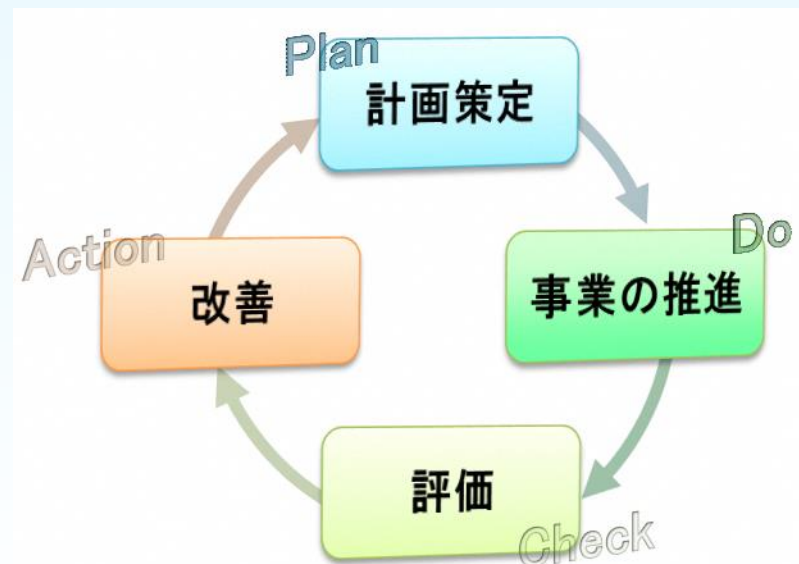 Plan
計画策定
Do
事業の推進
Check
評価
Action
改善